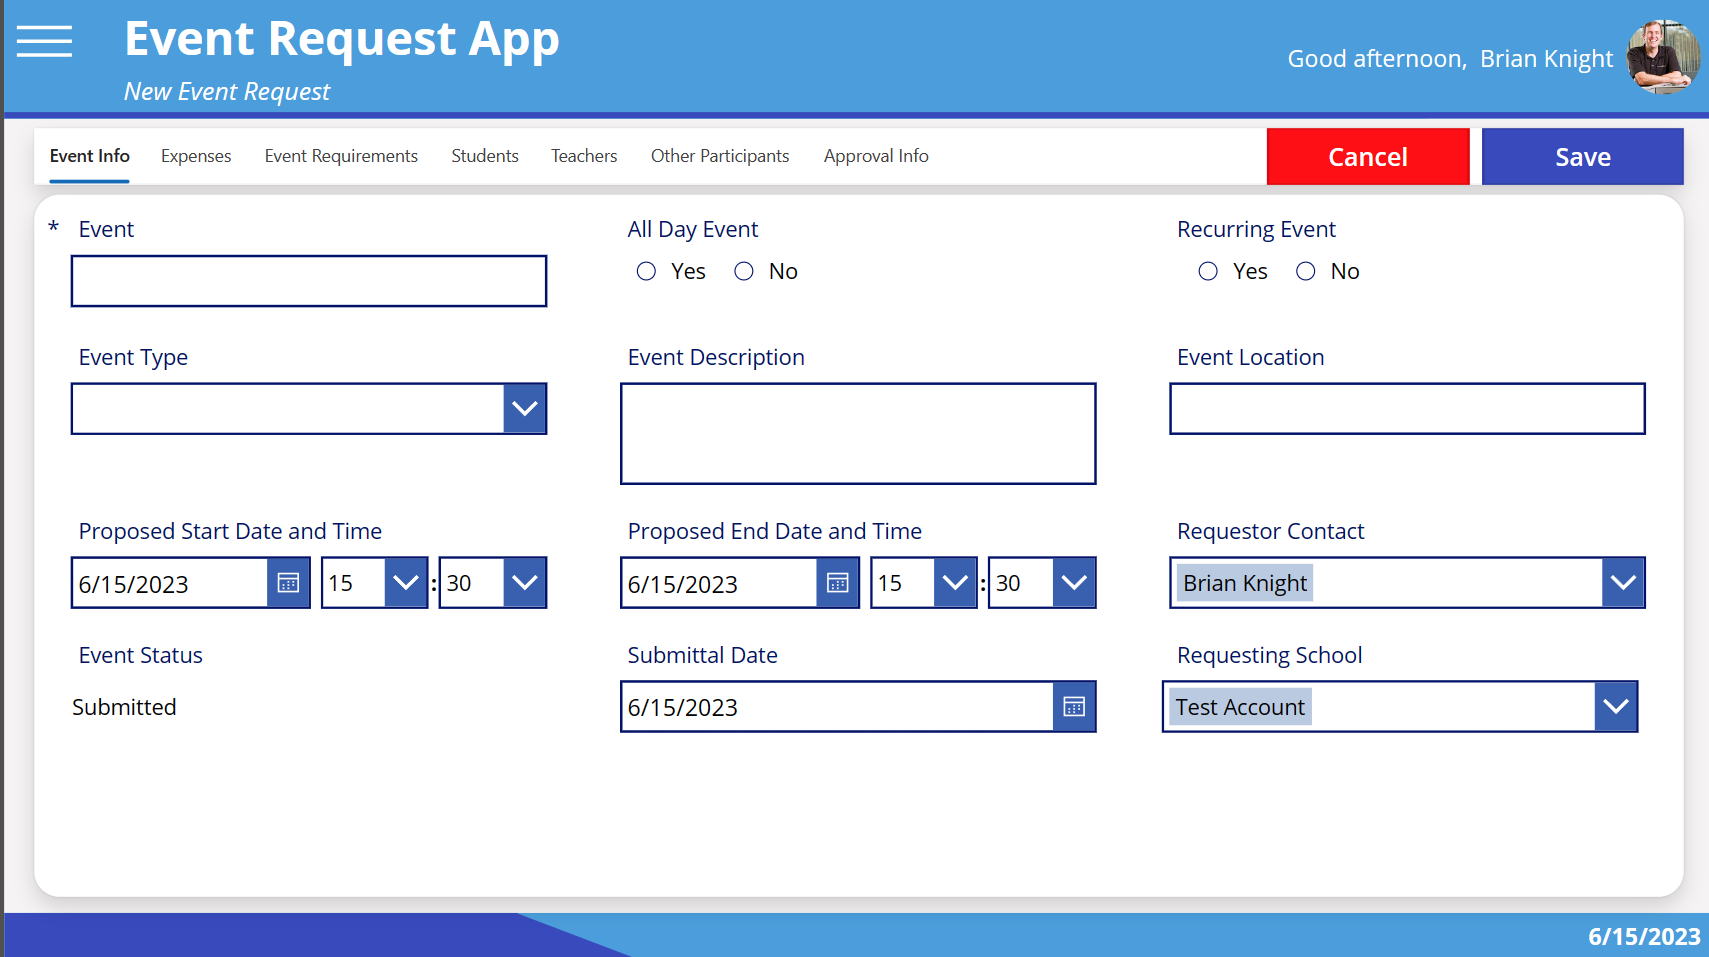 Event Request App
New Event Request
Good afternoon, Brian Knight
Event Info Expenses Event Requirements Students Teachers Other Participants Approval Info Cancel Save
* Event All Day Event Recurring Event
Yes No Yes No
Event Type Event Description Event Location
Proposed Start Date and Time Proposed End Date and Time Requestor Contact
6/15/2023 15 : 30 6/15/2023 15 : 30 Brian Knight
Event Status Submittal Date Requesting School
Submitted 6/15/2023 Test Account
6/15/2023